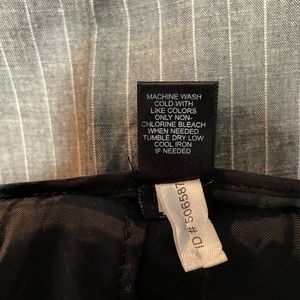 MACHINE WASH
COLD WITH
LIKE COLORS
ONLY NON-
CHLORINE BLEACH
WHEN NEEDED
TUMBLE DRY LOW
COOL IRON
IF NEEDED
ID# 506587